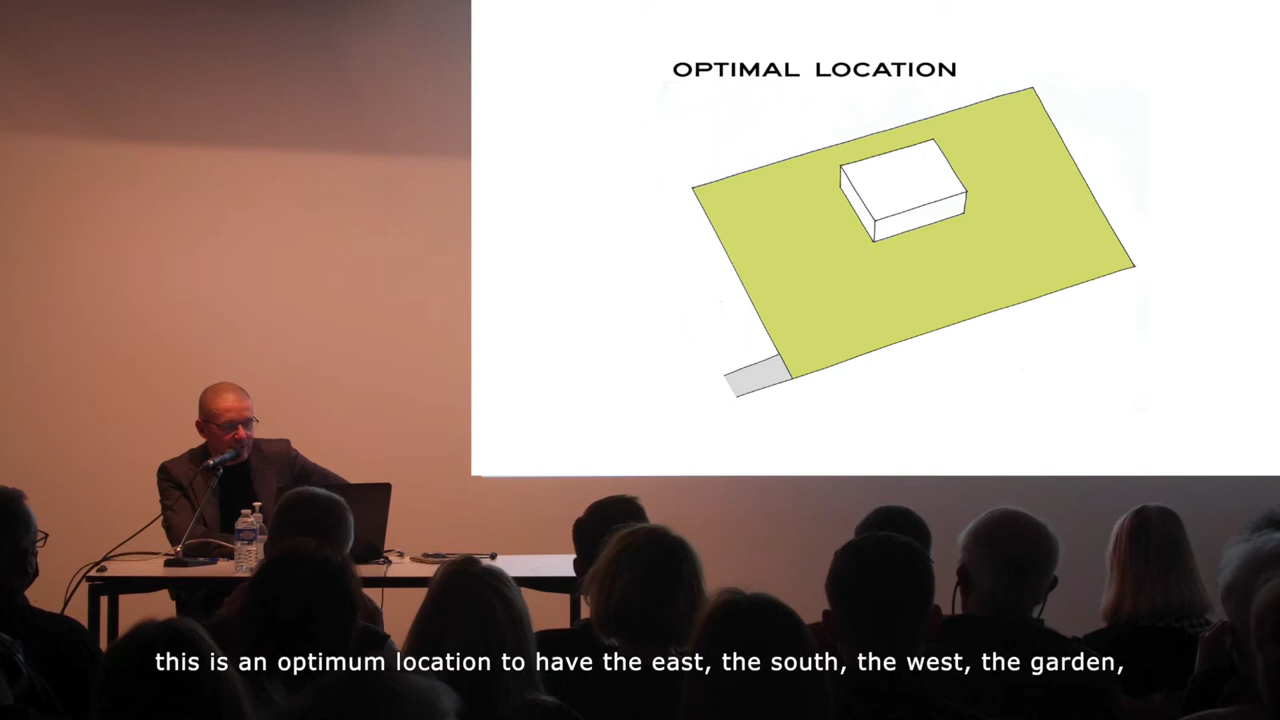 OPTIMAL LOCATION
this is an optimum location to have the east, the south, the west, the garden,